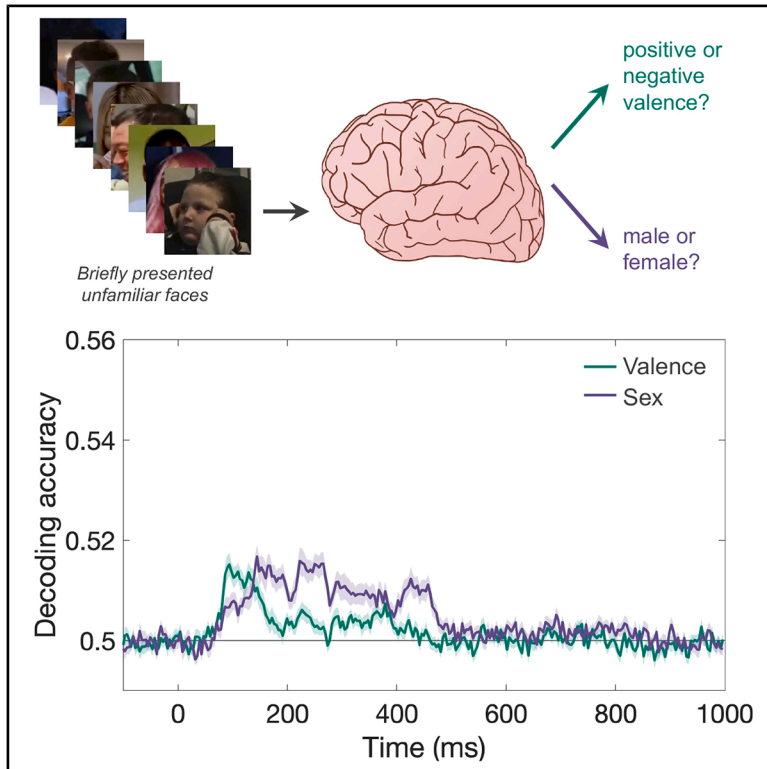 positive or
negative
valence?
male or
female?
Briefly presented
unfamiliar faces
0.56
0.54
0.52
0.5
Decoding accuracy
Valence
Sex
0
200
400
600
800
1000
Time (ms)